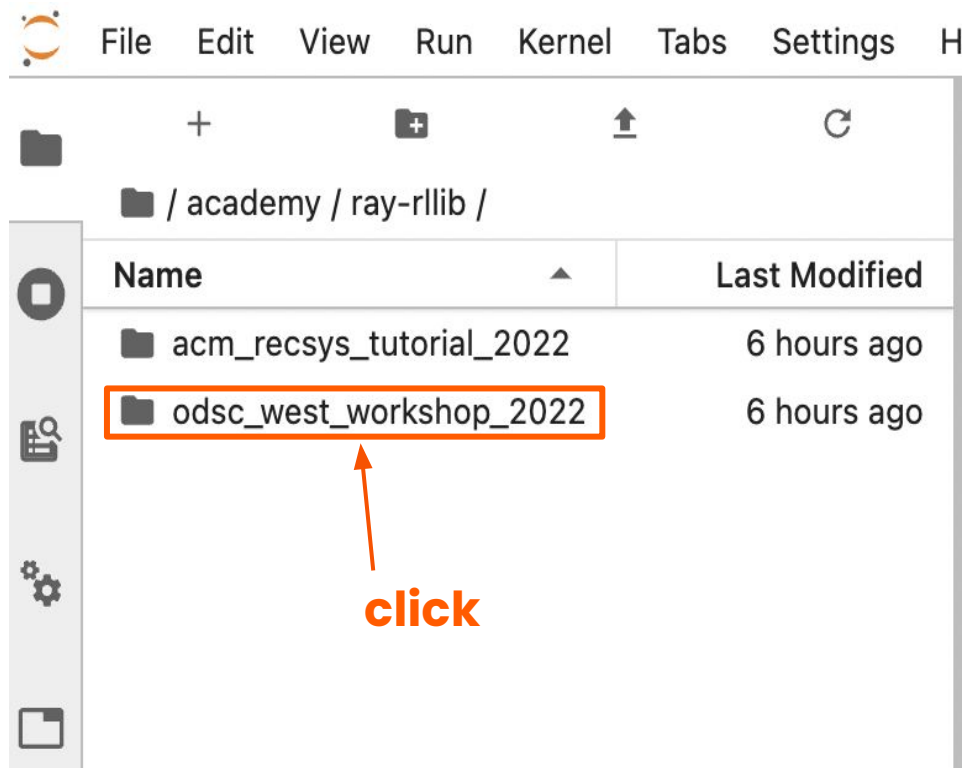 File Edit View Run Kernel Tabs Settings H
+
/ academy / ray-rllib /
Name Last Modified
acm_recsys_tutorial_2022 6 hours ago
odsc_west_workshop_2022 6 hours ago
click